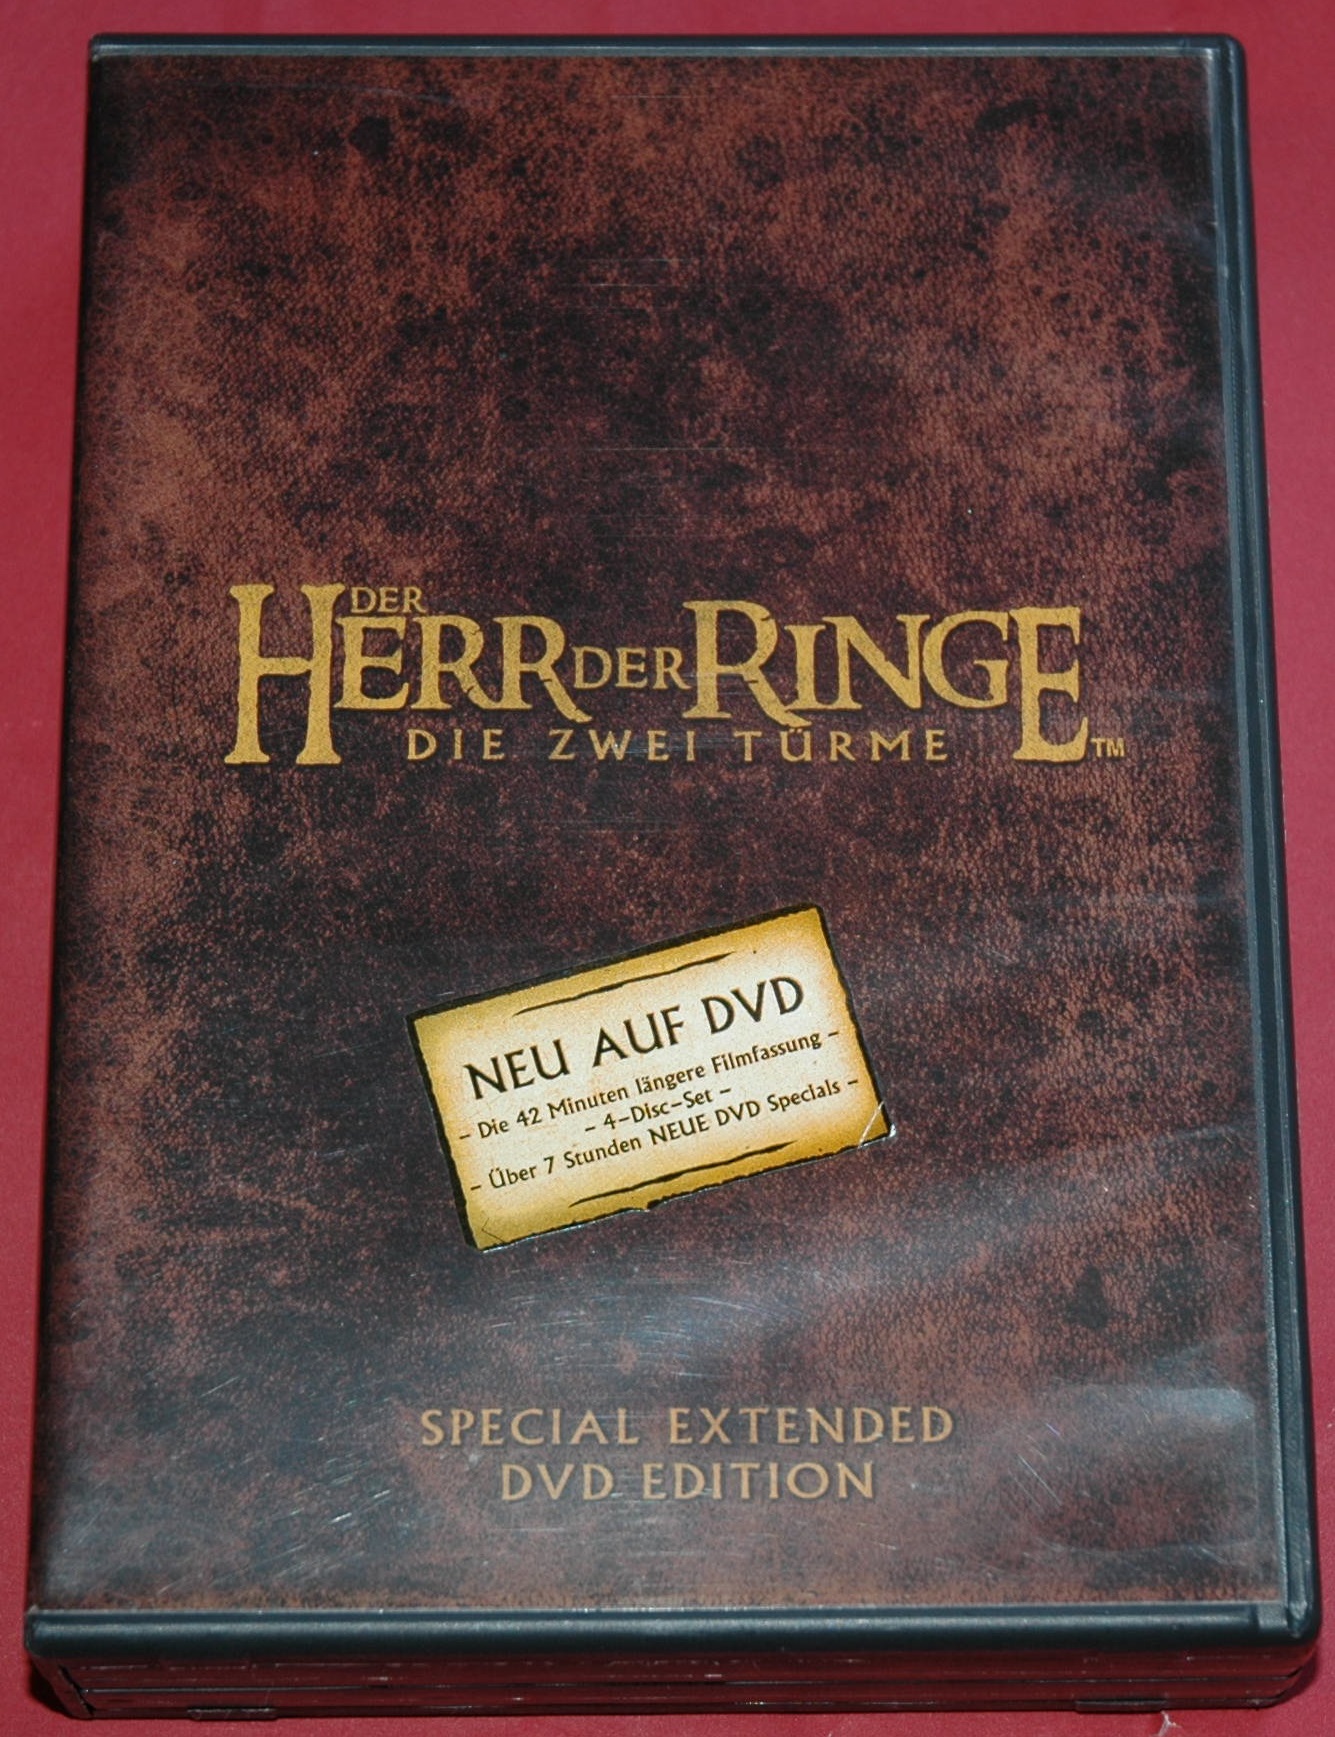 DER
HERR DER RINGE
DIE ZWEI TÜRME ™
NEU AUF DVD
- Die 42 Minuten längere Filmfassung -
- 4-Disc-Set -
- Über 7 Stunden NEUE DVD Specials -
SPECIAL EXTENDED
DVD EDITION